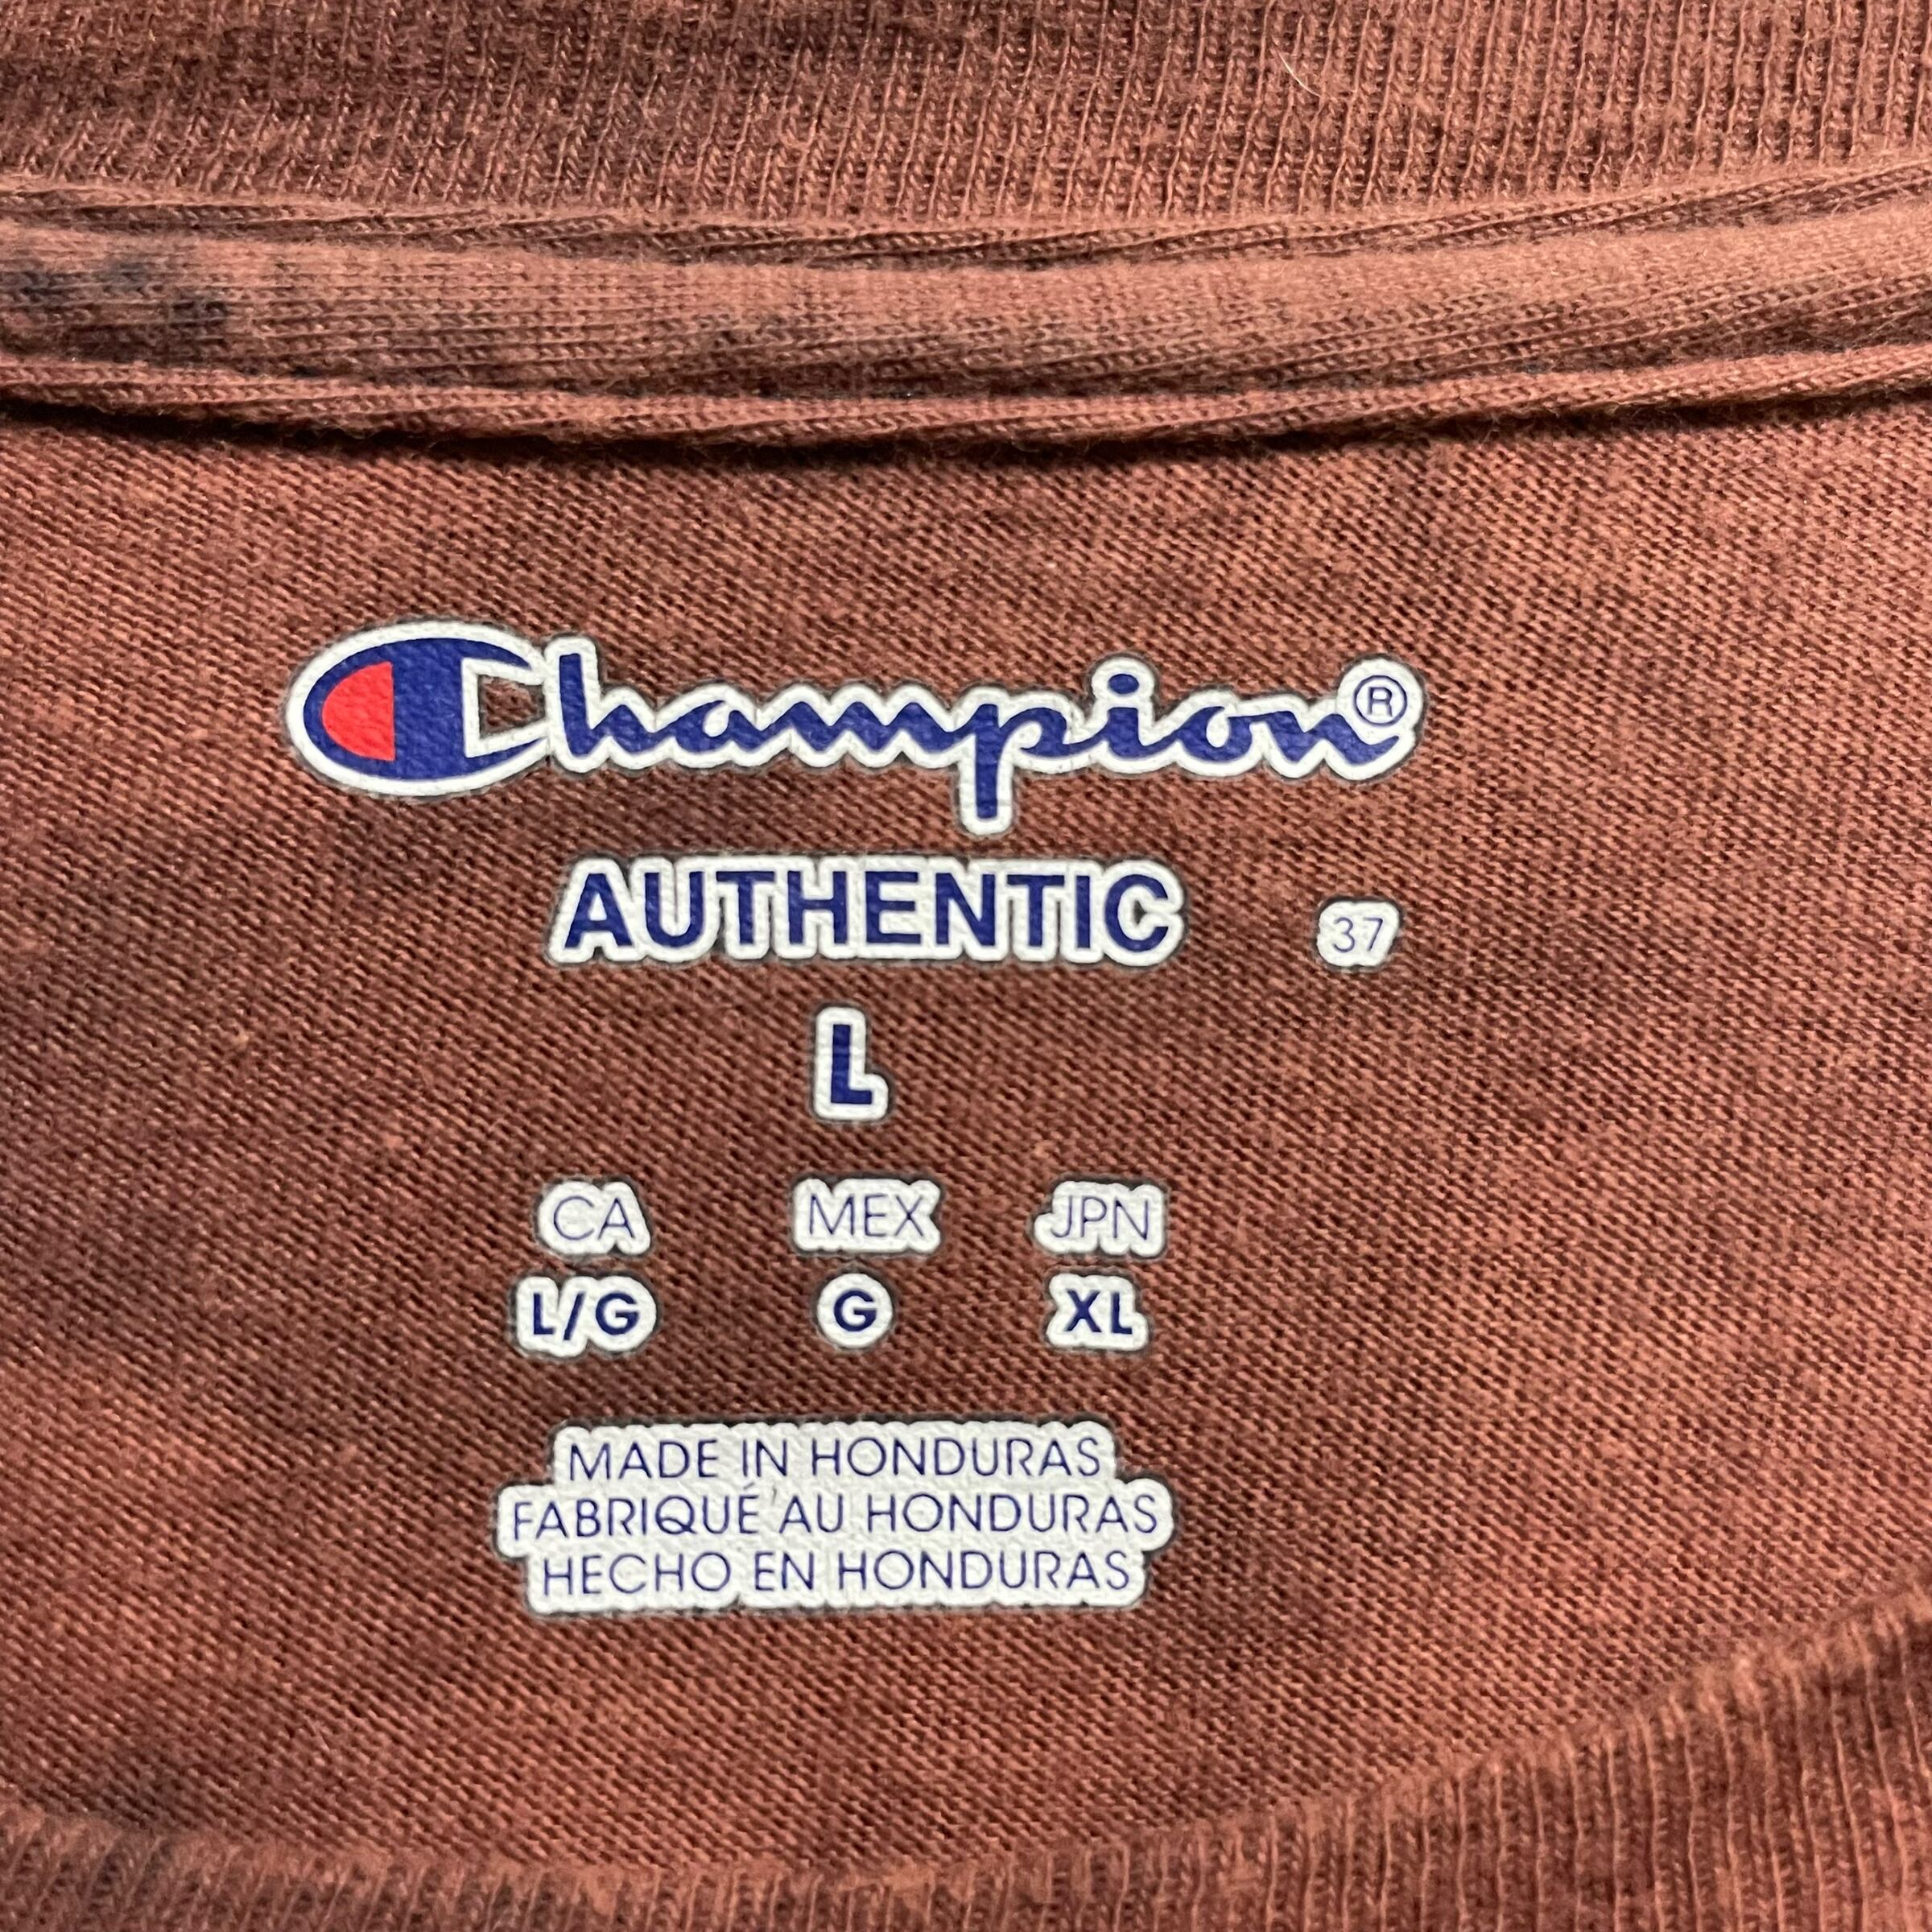 Champion®
AUTHENTIC 37
L
CA MEX JPN
L/G G XL
MADE IN HONDURAS
FABRIQUÉ AU HONDURAS
HECHO EN HONDURAS